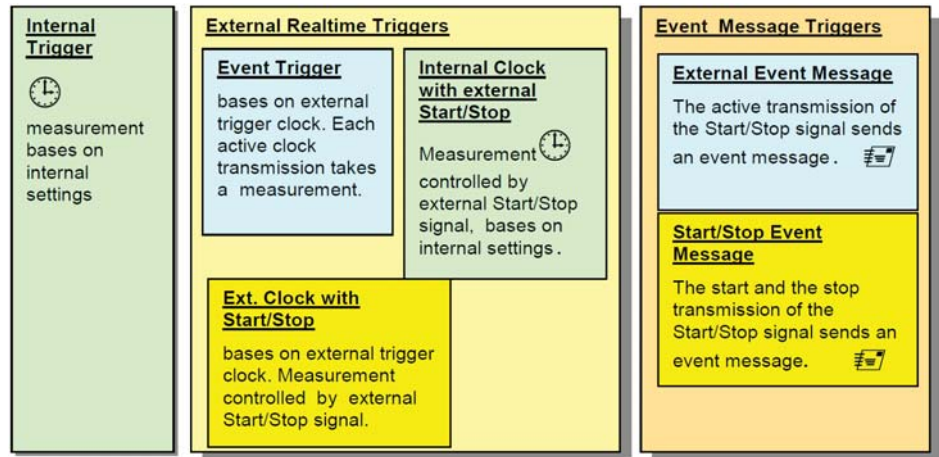 Internal
Trigger
measurement
bases on
internal
settings
External Realtime Triggers
Event Trigger
bases on external
trigger clock. Each
active clock
transmission takes
a measurement.
Internal Clock
with external
Start/Stop
Measurement
controlled by
external Start/Stop
signal, bases on
internal settings.
Ext. Clock with
Start/Stop
bases on external trigger
clock. Measurement
controlled by external
Start/Stop signal.
Event Message Triggers
External Event Message
The active transmission of
the Start/Stop signal sends
an event message.
Start/Stop Event
Message
The start and the stop
transmission of the
Start/Stop signal sends an
event message.